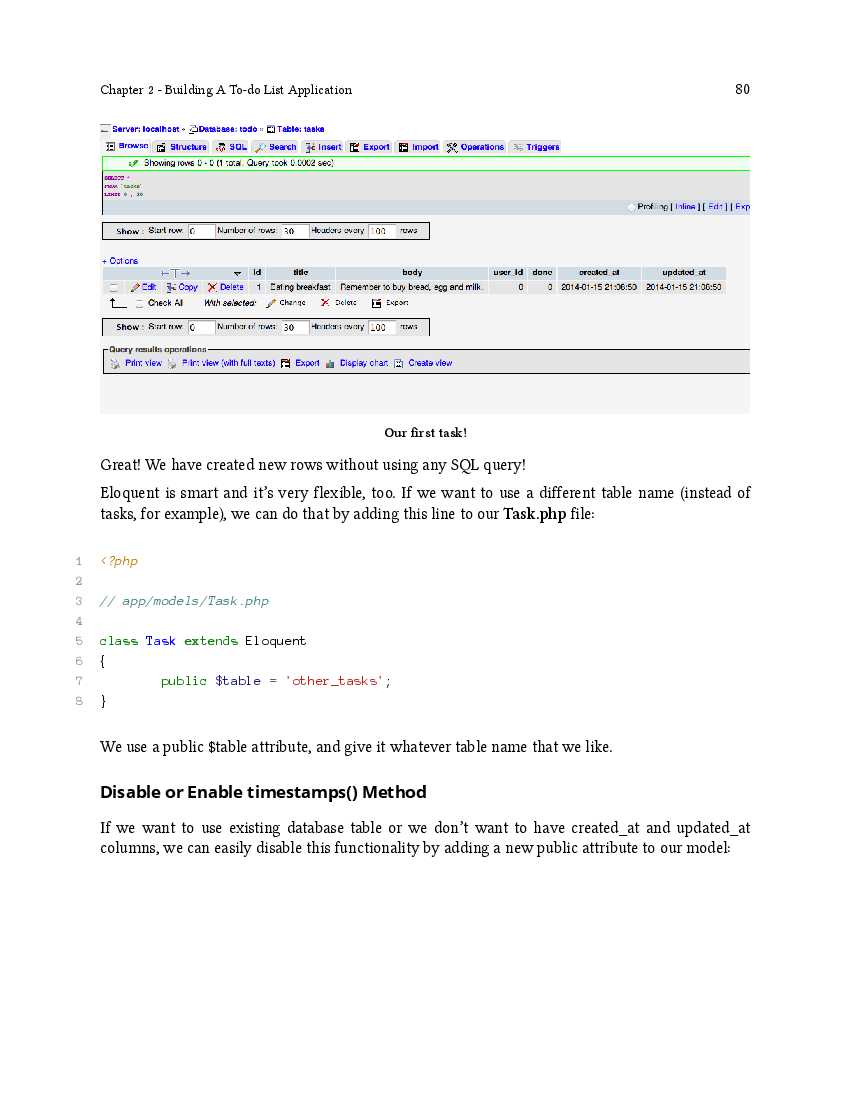 Chapter 2 - Building A To-do List Application 80
Server: localhost » Database: todo » Table: tasks
Browse Structure SQL Search Insert Export Import Operations Triggers
Showing rows 0 - 0 (1 total, Query took 0.0002 sec)
SELECT *
FROM `tasks`
LIMIT 0 , 30
Profiling [ Inline ] [ Edit ] [ Exp
Show : Start row: 0 Number of rows: 30 Headers every 100 rows
+ Options
←T→ id title body user_id done created_at updated_at
Edit Copy Delete 1 Eating breakfast Remember to buy bread, egg and milk. 0 0 2014-01-15 21:06:50 2014-01-15 21:06:50
Check All With selected: Change Delete Export
Show : Start row: 0 Number of rows: 30 Headers every 100 rows
Query results operations
Print view Print view (with full texts) Export Display chart Create view
Our first task!
Great! We have created new rows without using any SQL query!
Eloquent is smart and it’s very flexible, too. If we want to use a different table name (instead of
tasks, for example), we can do that by adding this line to our Task.php file:
1 <?php
2
3 // app/models/Task.php
4
5 class Task extends Eloquent
6 {
7 public $table = 'other_tasks';
8 }
We use a public $table attribute, and give it whatever table name that we like.
Disable or Enable timestamps() Method
If we want to use existing database table or we don’t want to have created_at and updated_at
columns, we can easily disable this functionality by adding a new public attribute to our model: